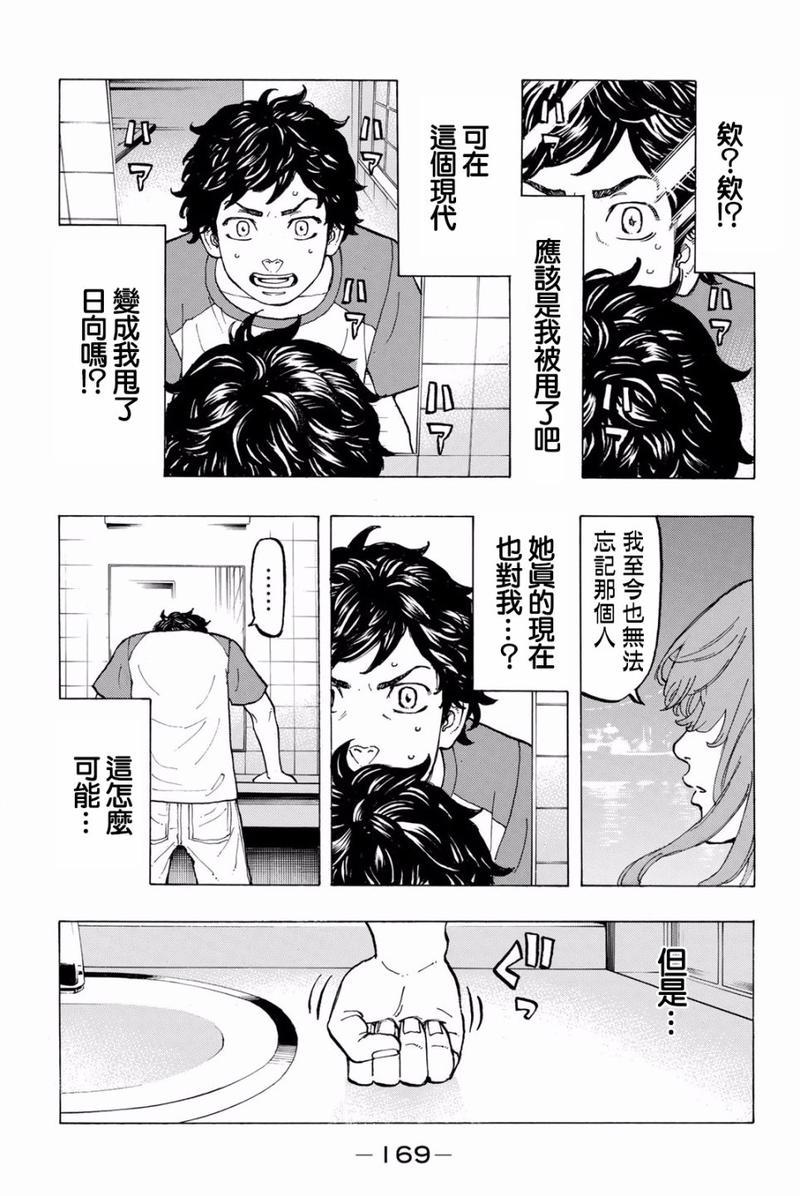 欸？欸!?
應該是我被甩了吧
可在
這個現代
變成我甩了
日向嗎!?
ハァ
ハァ
ハァ
ハァ
ハァ
我至今也無法
忘記那個人
她真的現在
也對我…？
……
這怎麼
可能…
但是…
ぐっ
—169—